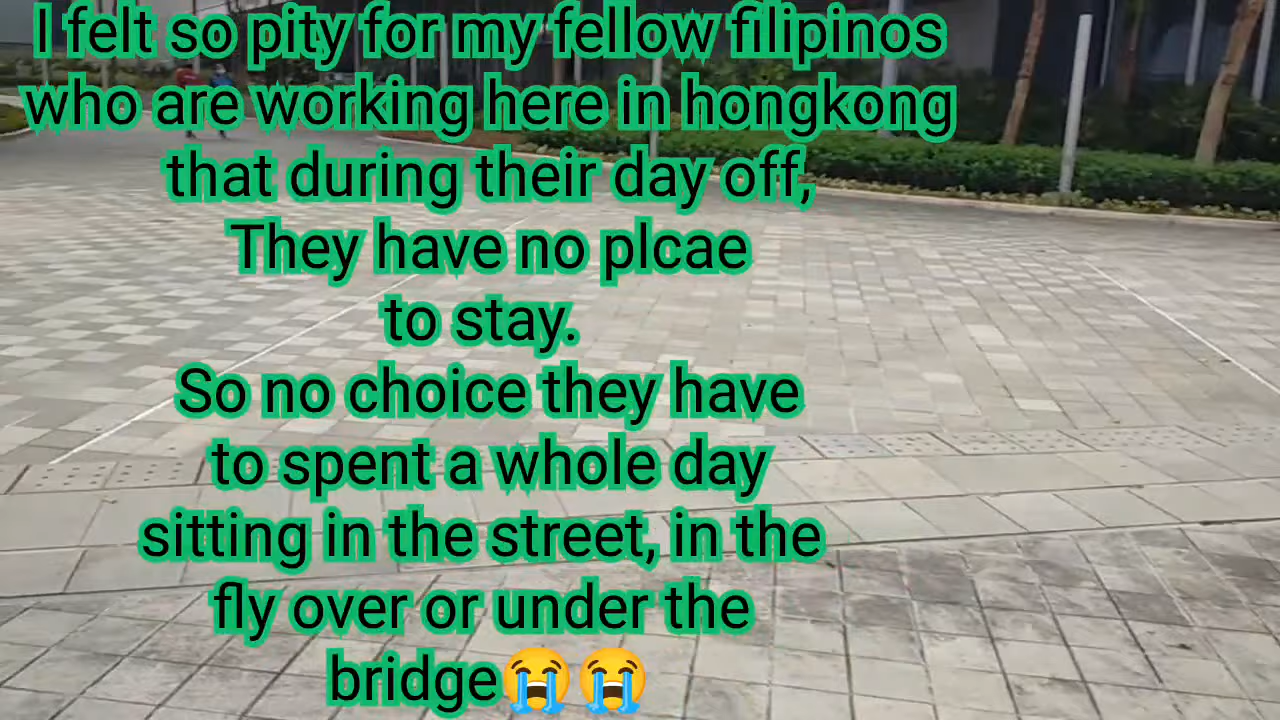 I felt so pity for my fellow filipinos
who are working here in hongkong
that during their day off,
They have no plcae
to stay.
So no choice they have
to spent a whole day
sitting in the street, in the
fly over or under the
bridge😭😭